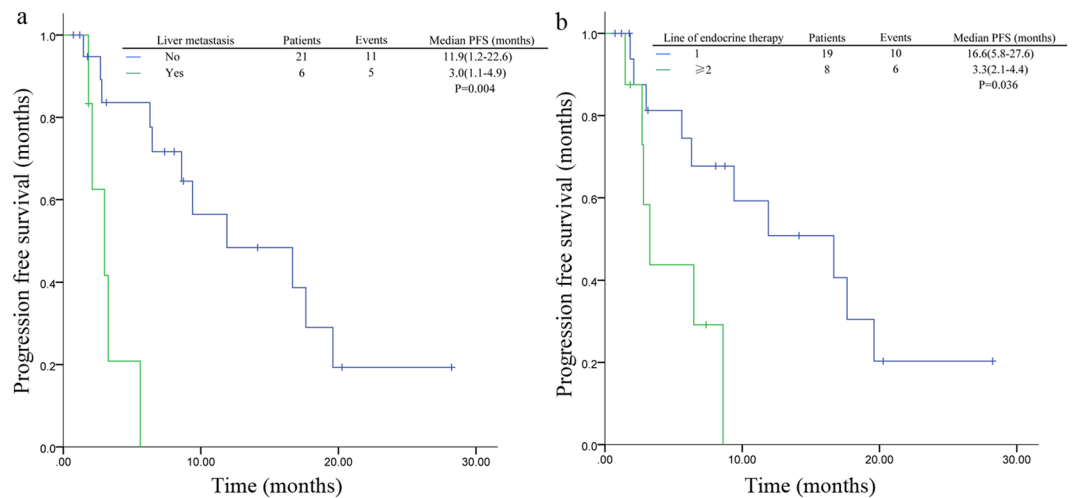 a
Liver metastasis Patients Events Median PFS (months)
No 21 11 11.9(1.2-22.6)
Yes 6 5 3.0(1.1-4.9)
P=0.004
Progression free survival (months)
1.0
0.8
0.6
0.4
0.2
0.0
.00 10.00 20.00 30.00
Time (months)
b
Line of endocrine therapy Patients Events Median PFS (months)
1 19 10 16.6(5.8-27.6)
≥2 8 6 3.3(2.1-4.4)
P=0.036
Progression free survival (months)
1.0
0.8
0.6
0.4
0.2
0.0
.00 10.00 20.00 30.00
Time (months)